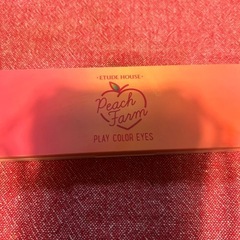 ·ETUDE HOUSE·
Peach
Farm
PLAY COLOR EYES